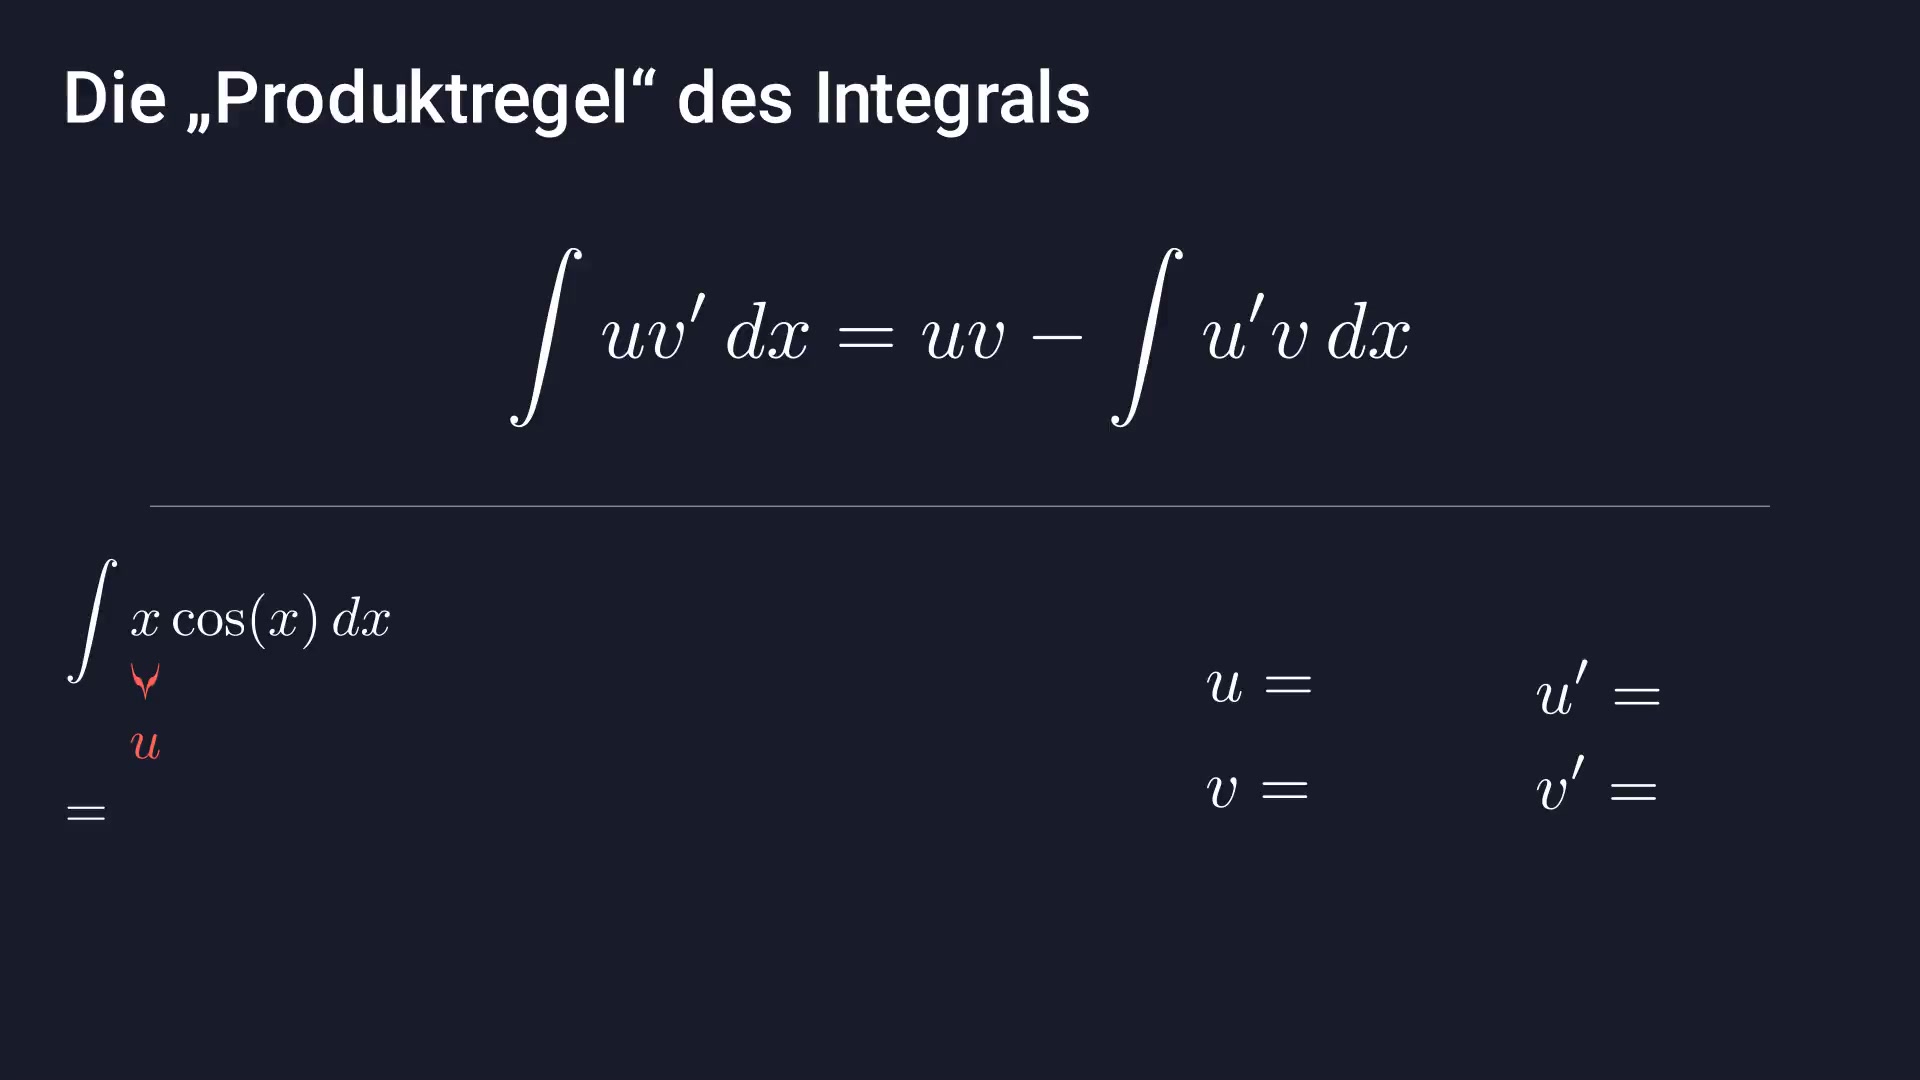 Die „Produktregel“ des Integrals
∫ uv′ dx = uv − ∫ u′v dx
∫ x cos(x) dx
u
=
u = u′ =
v = v′ =